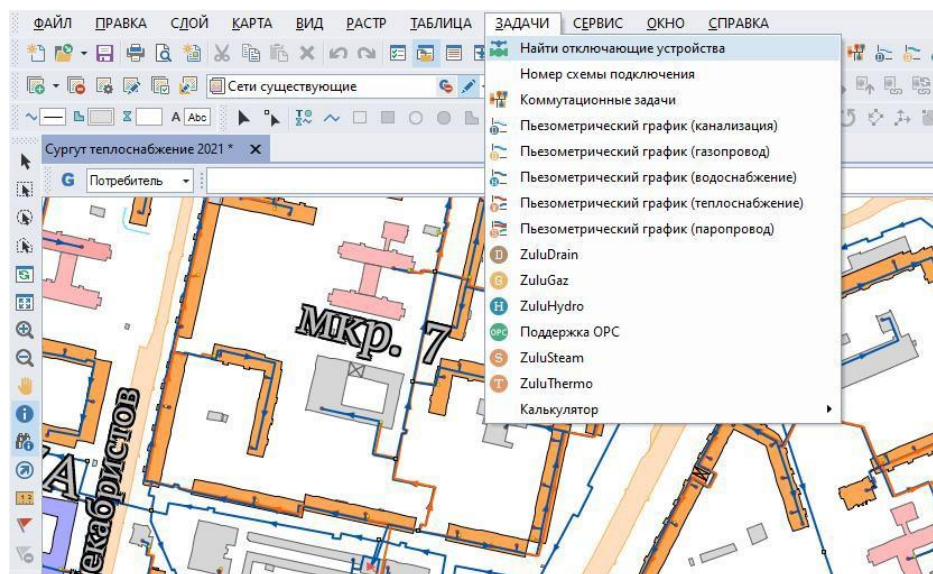 ФАЙЛ ПРАВКА СЛОЙ КАРТА ВИД РАСТР ТАБЛИЦА ЗАДАЧИ СЕРВИС ОКНО СПРАВКА
Найти отключающие устройства
Номер схемы подключения
Сети существующие
Коммутационные задачи
A Abc
Пьезометрический график (канализация)
Сургут теплоснабжение 2021 *
Пьезометрический график (газопровод)
G Потребитель
Пьезометрический график (водоснабжение)
Пьезометрический график (теплоснабжение)
Пьезометрический график (паропровод)
D ZuluDrain
G ZuluGaz
H ZuluHydro
OPC Поддержка OPC
S ZuluSteam
T ZuluThermo
Калькулятор
мкр. 7
екабристов
М